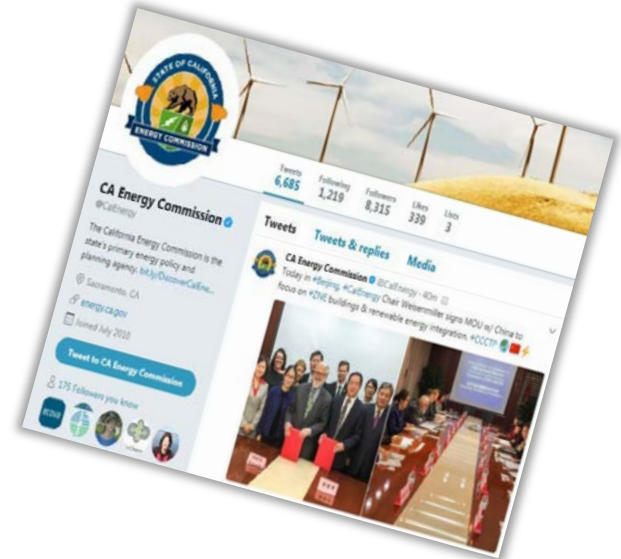 STATE OF CALIFORNIA
ENERGY COMMISSION
Tweets
6,685
Following
1,219
Followers
8,315
Likes
339
Lists
3
CA Energy Commission
@CalEnergy
The California Energy Commission is the
state's primary energy policy and
planning agency. bit.ly/DiscoverCalEne...
Sacramento, CA
energy.ca.gov
Joined July 2010
Tweet to CA Energy Commission
175 Followers you know
Tweets
Tweets & replies
Media
CA Energy Commission @CalEnergy · 40m
Today in #Beijing, #CalEnergy Chair Weisenmiller signs MOU w/ China to
focus on #ZNE buildings & renewable energy integration. #CCCTP